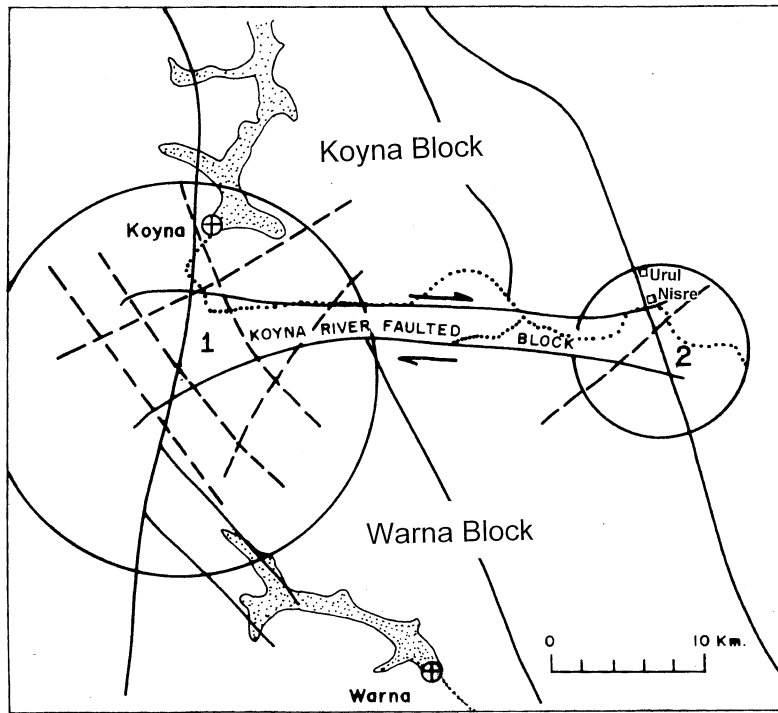 Koyna Block
Koyna
Urul
Nisre
KOYNA RIVER FAULTED BLOCK
1
2
Warna Block
0 10 Km.
Warna